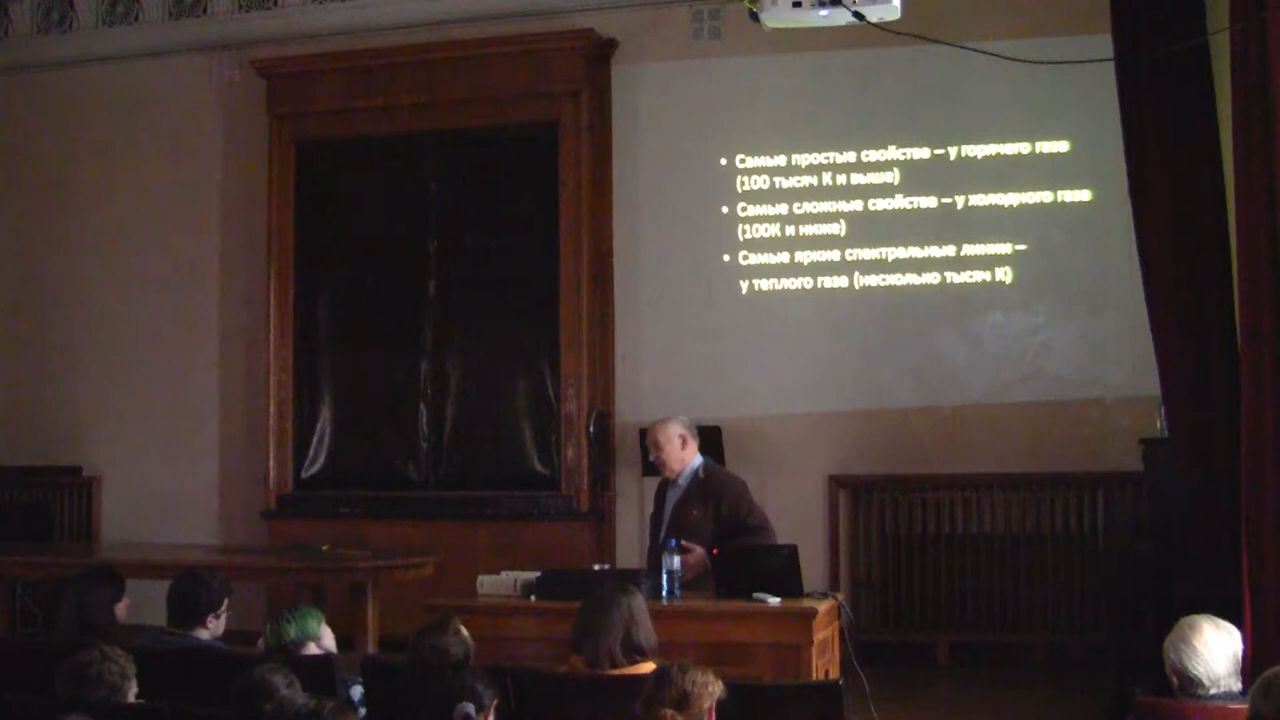 • Самые простые свойства – у горячего газа
(100 тысяч К и выше)
• Самые сложные свойства – у холодного газа
(100К и ниже)
• Самые яркие спектральные линии –
у теплого газа (несколько тысяч К)